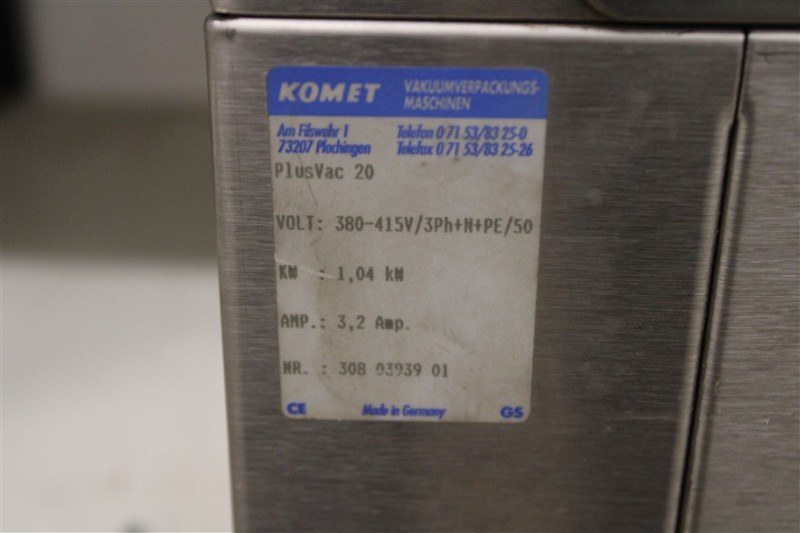 KOMET VAKUUMVERPACKUNGS-
MASCHINEN
Am Filswehr 1 Telefon 0 71 53/83 25-0
73207 Plochingen Telefax 0 71 53/83 25-26
PlusVac 20
VOLT: 380-415V/3Ph+N+PE/50
KW : 1,04 kW
AMP.: 3,2 Amp.
NR. : 308 03939 01
CE Made in Germany GS